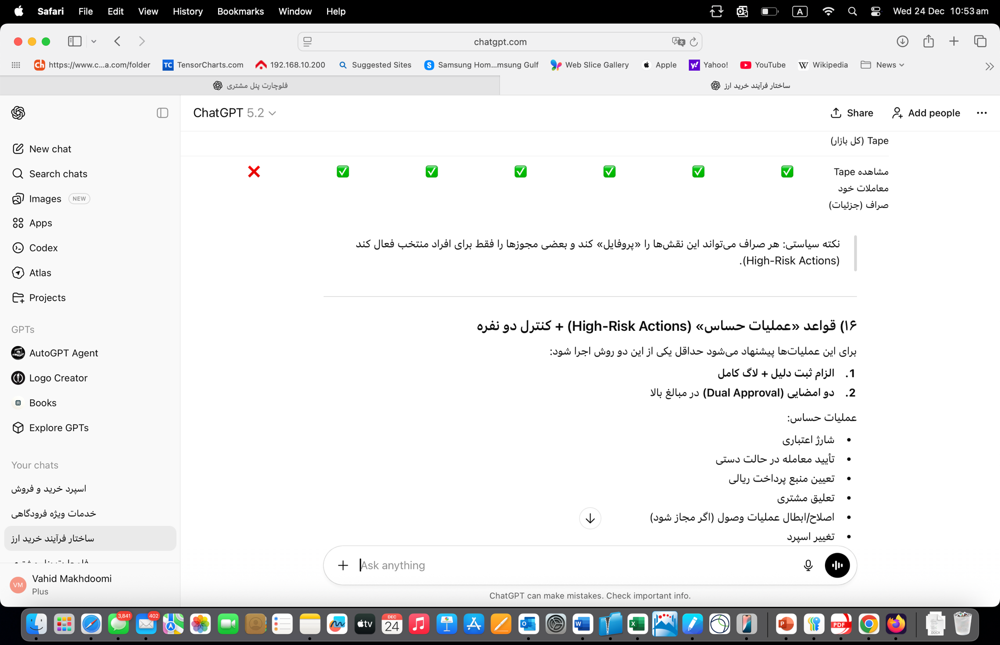 Safari File Edit View History Bookmarks Window Help A Wed 24 Dec 10:53 am
chatgpt.com
https://www.c...a.com/folder TensorCharts.com 192.168.10.200 Suggested Sites Samsung Hom...msung Gulf Web Slice Gallery Apple Yahoo! YouTube Wikipedia News
فلوچارت پنل مشتری
ساختار فرآیند خرید ارز
ChatGPT 5.2
Share Add people
New chat
Search chats
Images NEW
Apps
Codex
Atlas
Projects
GPTs
AutoGPT Agent
Logo Creator
Books
Explore GPTs
Your chats
اسپرد خرید و فروش
خدمات ویژه فرودگاهی
ساختار فرآیند خرید ارز
VM
Vahid Makhdoomi
Plus
Tape (کل بازار)
مشاهده Tape
معاملات خود
صراف (جزئیات)
❌ ✅ ✅ ✅ ✅ ✅ ✅
نکته سیاستی: هر صراف می‌تواند این نقش‌ها را «پروفایل» کند و بعضی مجوزها را فقط برای افراد منتخب فعال کند
(High-Risk Actions).
۱۶) قواعد «عملیات حساس» (High-Risk Actions) + کنترل دو نفره
برای این عملیات‌ها پیشنهاد می‌شود حداقل یکی از این دو روش اجرا شود:
1. الزام ثبت دلیل + لاگ کامل
2. دو امضایی (Dual Approval) در مبالغ بالا
عملیات حساس:
• شارژ اعتباری
• تأیید معامله در حالت دستی
• تعیین منبع پرداخت ریالی
• تعلیق مشتری
• اصلاح/ابطال عملیات وصول (اگر مجاز شود)
• تغییر اسپرد
Ask anything
ChatGPT can make mistakes. Check important info.
3,841
402
tv
DEC
24
PDF
DOCX